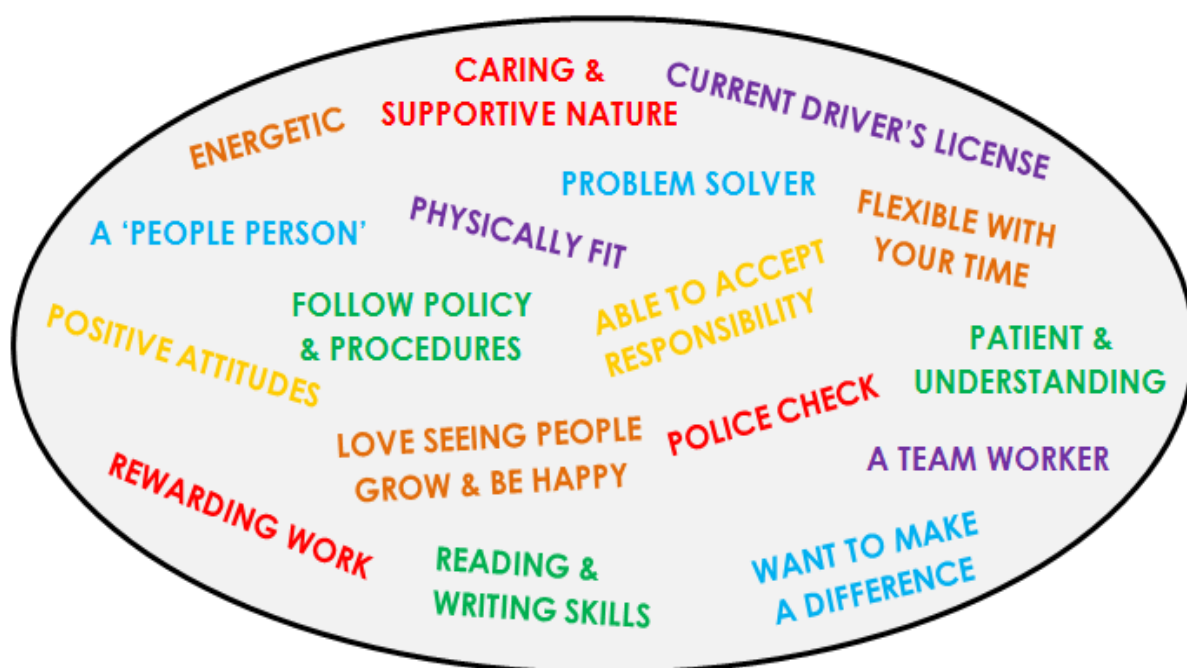 CARING &
SUPPORTIVE NATURE
CURRENT DRIVER’S LICENSE
ENERGETIC
PROBLEM SOLVER
A ‘PEOPLE PERSON’
PHYSICALLY FIT
FLEXIBLE WITH
YOUR TIME
FOLLOW POLICY
& PROCEDURES
ABLE TO ACCEPT
RESPONSIBILITY
POSITIVE ATTITUDES
PATIENT &
UNDERSTANDING
LOVE SEEING PEOPLE
GROW & BE HAPPY
POLICE CHECK
A TEAM WORKER
REWARDING WORK
READING &
WRITING SKILLS
WANT TO MAKE
A DIFFERENCE